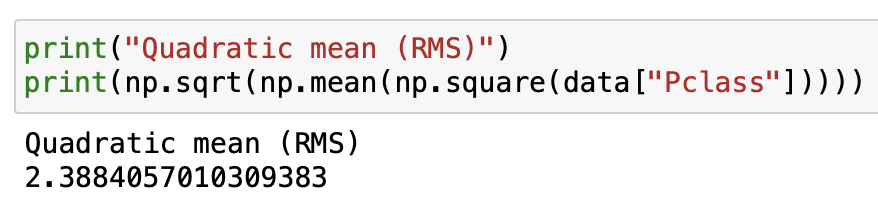 print("Quadratic mean (RMS)")
print(np.sqrt(np.mean(np.square(data["Pclass"]))))
Quadratic mean (RMS)
2.3884057010309383